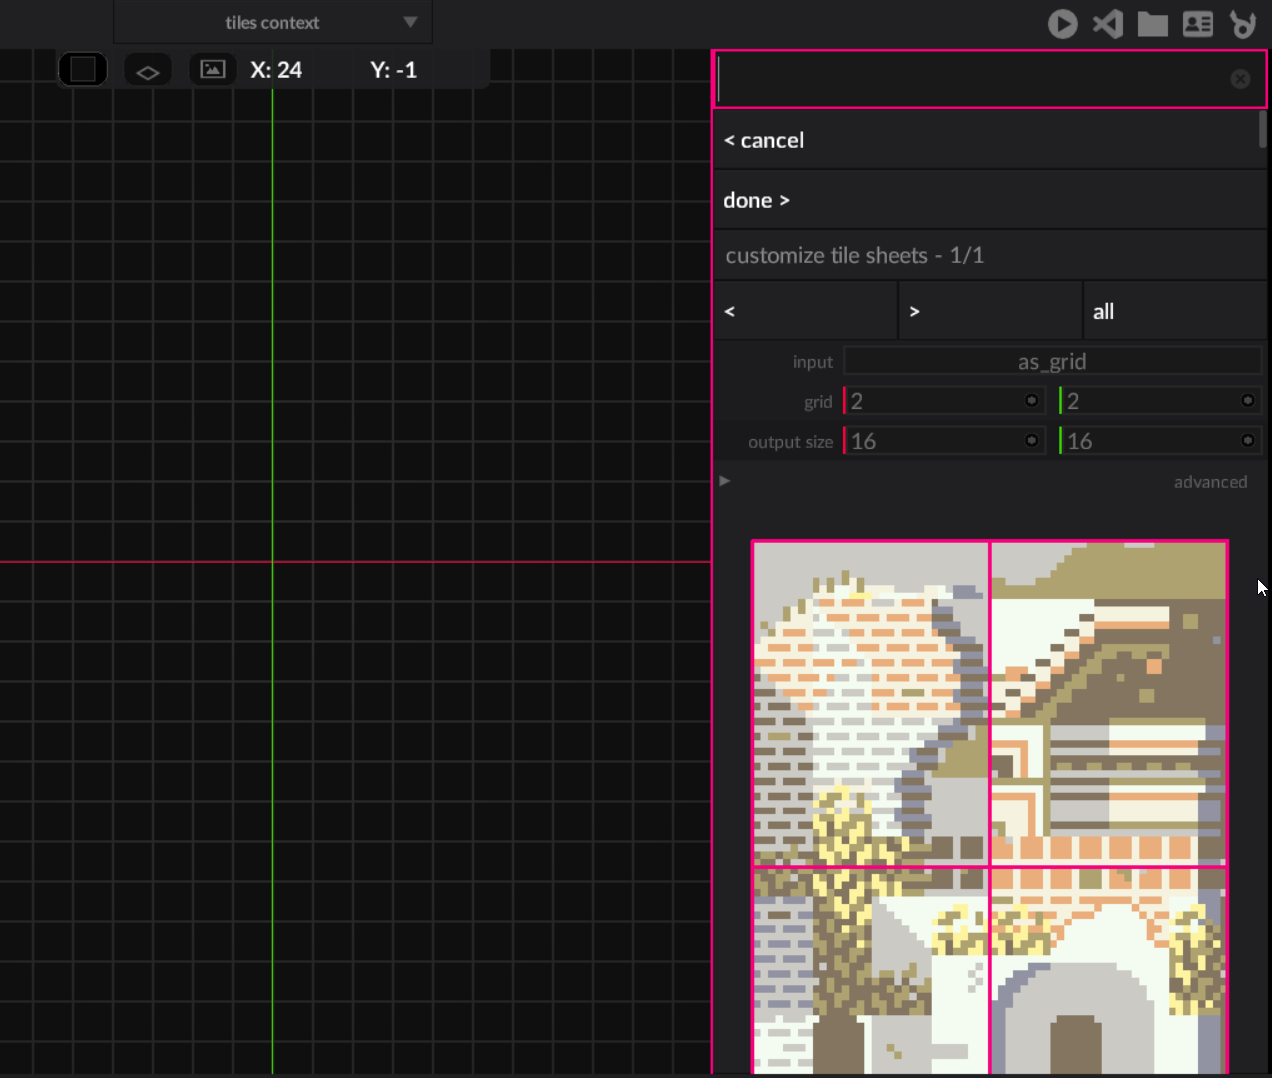 tiles context
X: 24 Y: -1
< cancel
done >
customize tile sheets - 1/1
< > all
input as_grid
grid 2 2
output size 16 16
advanced